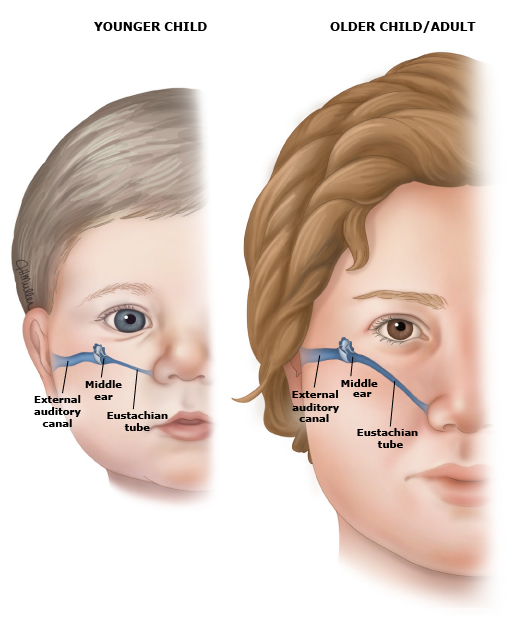 YOUNGER CHILD
OLDER CHILD/ADULT
External
auditory
canal
Middle
ear
Eustachian
tube
External
auditory
canal
Middle
ear
Eustachian
tube